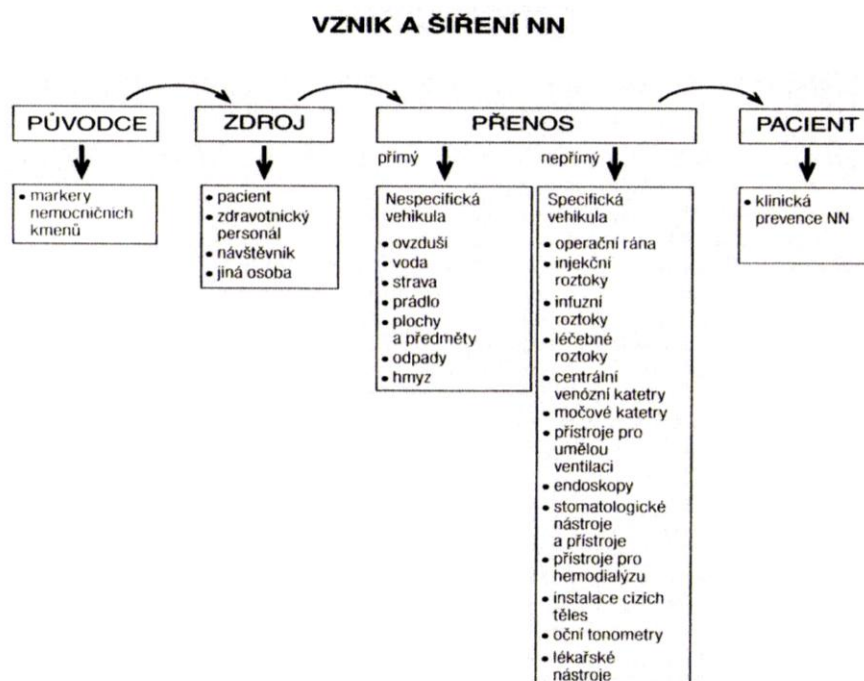 VZNIK A ŠÍŘENÍ NN
PŮVODCE
ZDROJ
PŘENOS
PACIENT
přímý
nepřímý
• markery
nemocničních
kmenů
• pacient
• zdravotnický
personál
• návštěvník
• jiná osoba
Nespecifická
vehikula
• ovzduší
• voda
• strava
• prádlo
• plochy
a předměty
• odpady
• hmyz
Specifická
vehikula
• operační rána
• injekční
roztoky
• infuzní
roztoky
• léčebné
roztoky
• centrální
venózní katetry
• močové katetry
• přístroje pro
umělou
ventilaci
• endoskopy
• stomatologické
nástroje
a přístroje
• přístroje pro
hemodialýzu
• instalace cizích
těles
• oční tonometry
• lékařské
nástroje
• klinická
prevence NN